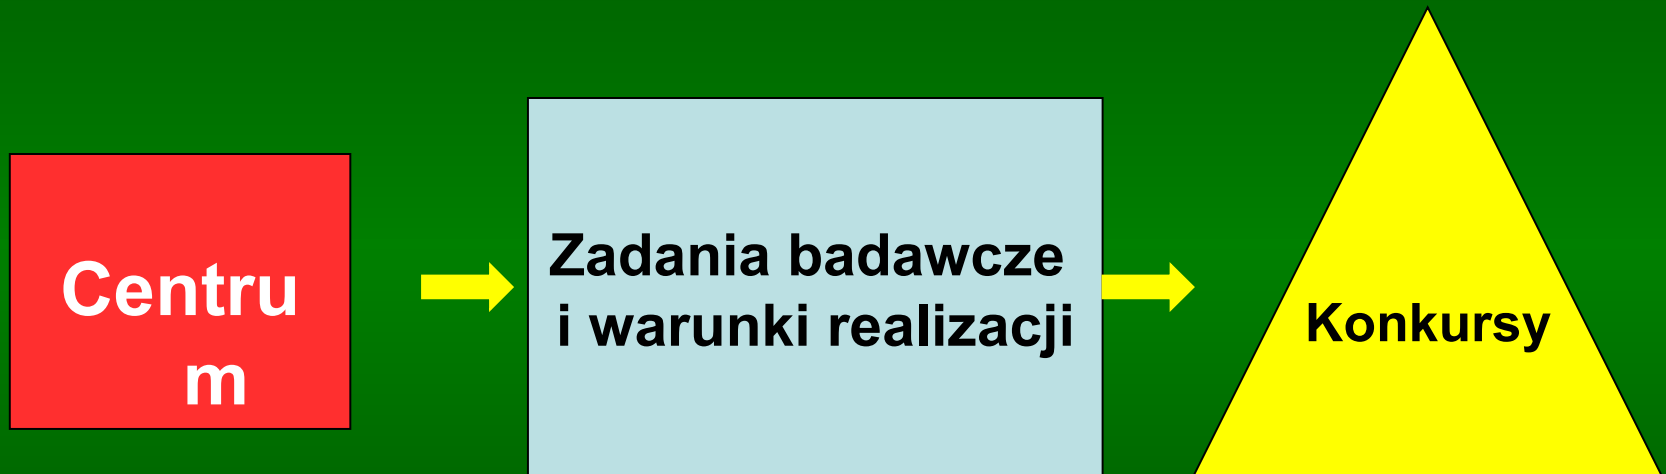 Centru
m
Zadania badawcze
i warunki realizacji
Konkursy